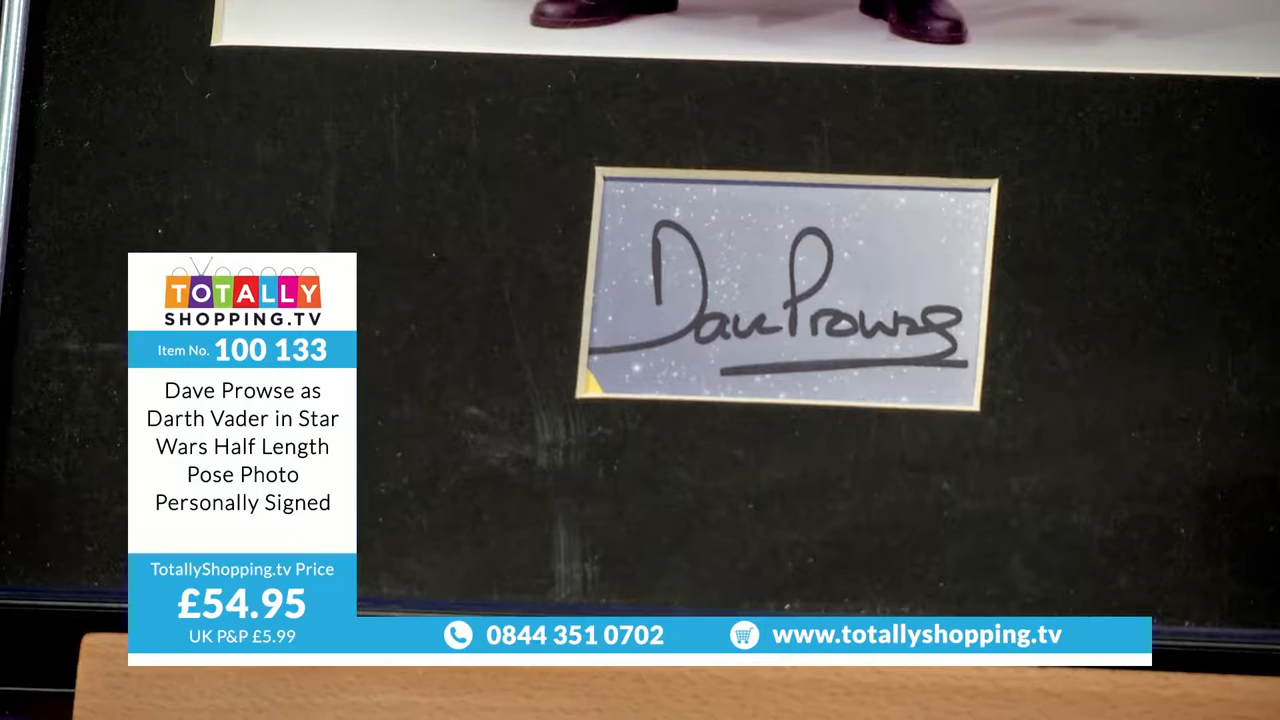 Dave Prowse
TOTALLY
SHOPPING.TV
Item No. 100 133
Dave Prowse as
Darth Vader in Star
Wars Half Length
Pose Photo
Personally Signed
TotallyShopping.tv Price
£54.95
UK P&P £5.99
0844 351 0702
www.totallyshopping.tv